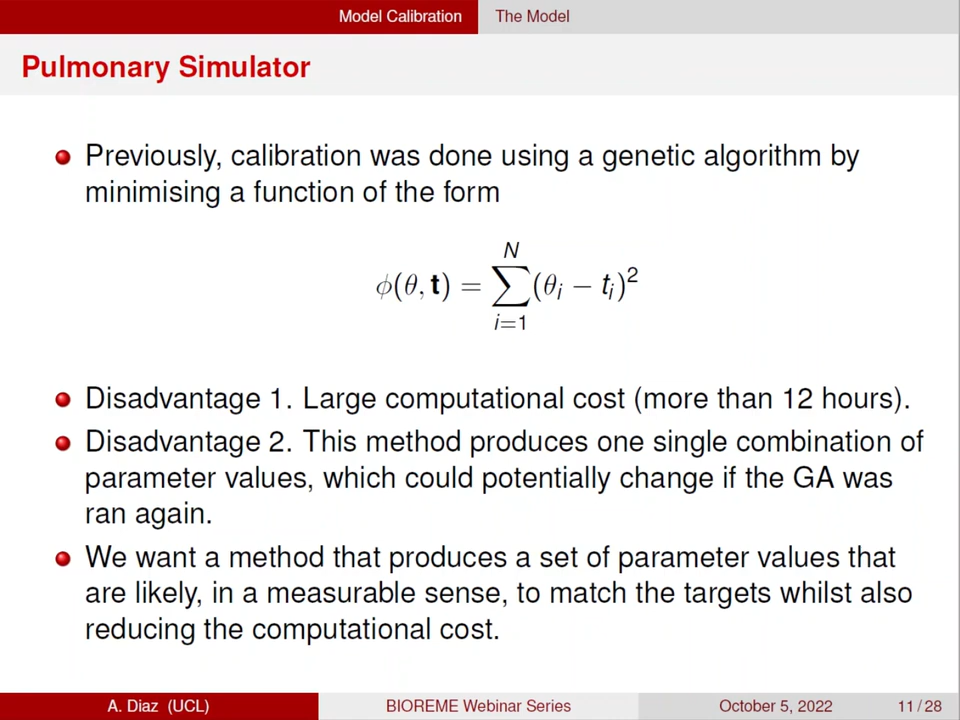 Model Calibration The Model
Pulmonary Simulator
Previously, calibration was done using a genetic algorithm by
minimising a function of the form
ϕ(θ, t) = ∑_{i=1}^{N} (θ_i − t_i)^2
Disadvantage 1. Large computational cost (more than 12 hours).
Disadvantage 2. This method produces one single combination of
parameter values, which could potentially change if the GA was
ran again.
We want a method that produces a set of parameter values that
are likely, in a measurable sense, to match the targets whilst also
reducing the computational cost.
A. Diaz (UCL) BIOREME Webinar Series October 5, 2022 11 / 28